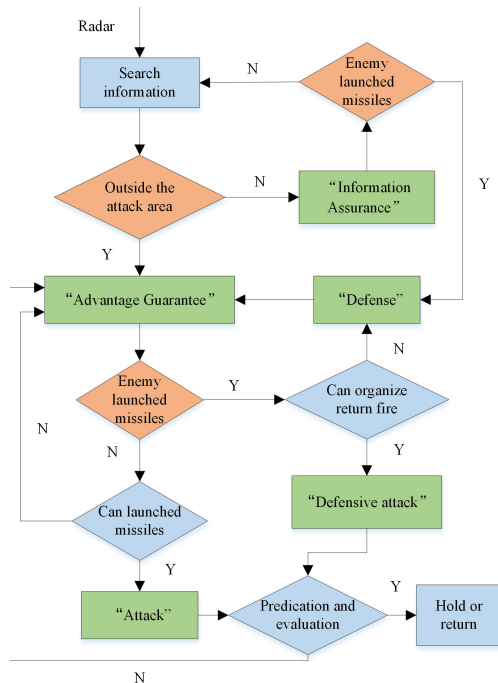 Radar
Search
information
N
Enemy
launched
missiles
Outside the
attack area
N
“Information
Assurance”
Y
Y
“Advantage Guarantee”
“Defense”
N
Enemy
launched
missiles
Y
Can organize
return fire
N
N
Y
Can launched
missiles
“Defensive attack”
Y
“Attack”
Predication and
evaluation
Y
Hold or
return
N